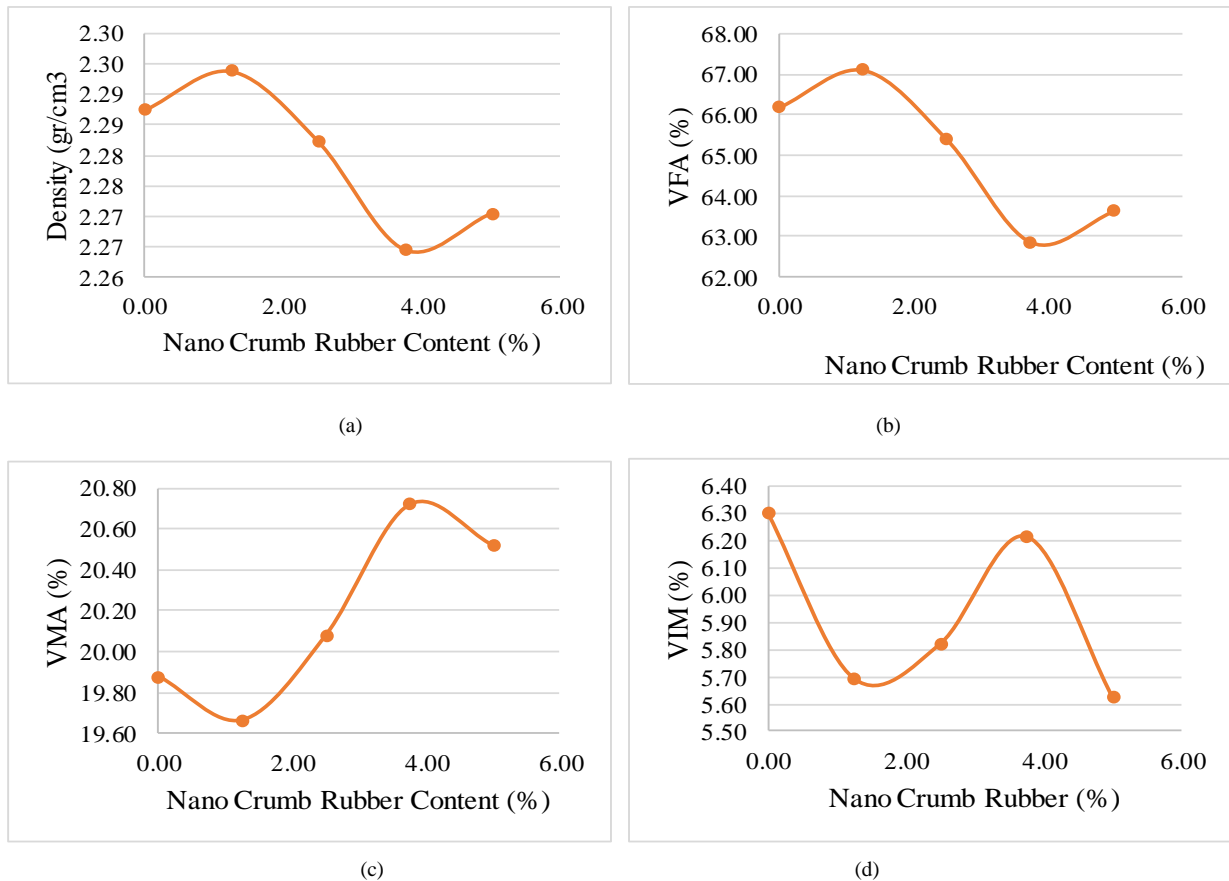 2.30
2.30
2.29
2.29
2.28
2.28
2.27
2.27
2.26
Density (gr/cm3
0.00 2.00 4.00 6.00
Nano Crumb Rubber Content (%)
(a)
68.00
67.00
66.00
65.00
64.00
63.00
62.00
VFA (%)
0.00 2.00 4.00 6.00
Nano Crumb Rubber Content (%)
(b)
20.80
20.60
20.40
20.20
20.00
19.80
19.60
VMA (%)
0.00 2.00 4.00 6.00
Nano Crumb Rubber Content (%)
(c)
6.40
6.30
6.20
6.10
6.00
5.90
5.80
5.70
5.60
5.50
VIM (%)
0.00 2.00 4.00 6.00
Nano Crumb Rubber (%)
(d)